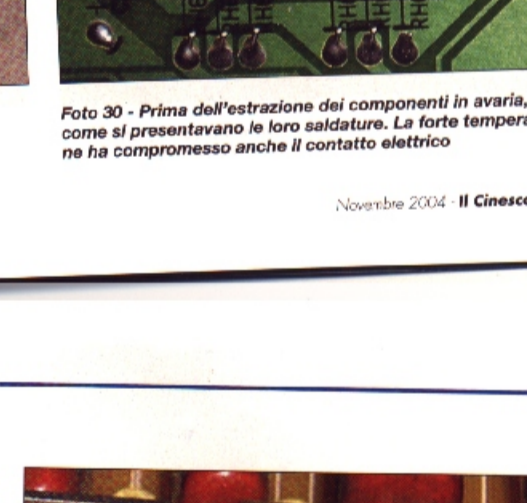 Foto 30 - Prima dell'estrazione dei componenti in avaria,
come si presentavano le loro saldature. La forte tempera
ne ha compromesso anche il contatto elettrico
Novembre 2004 - Il Cinesco